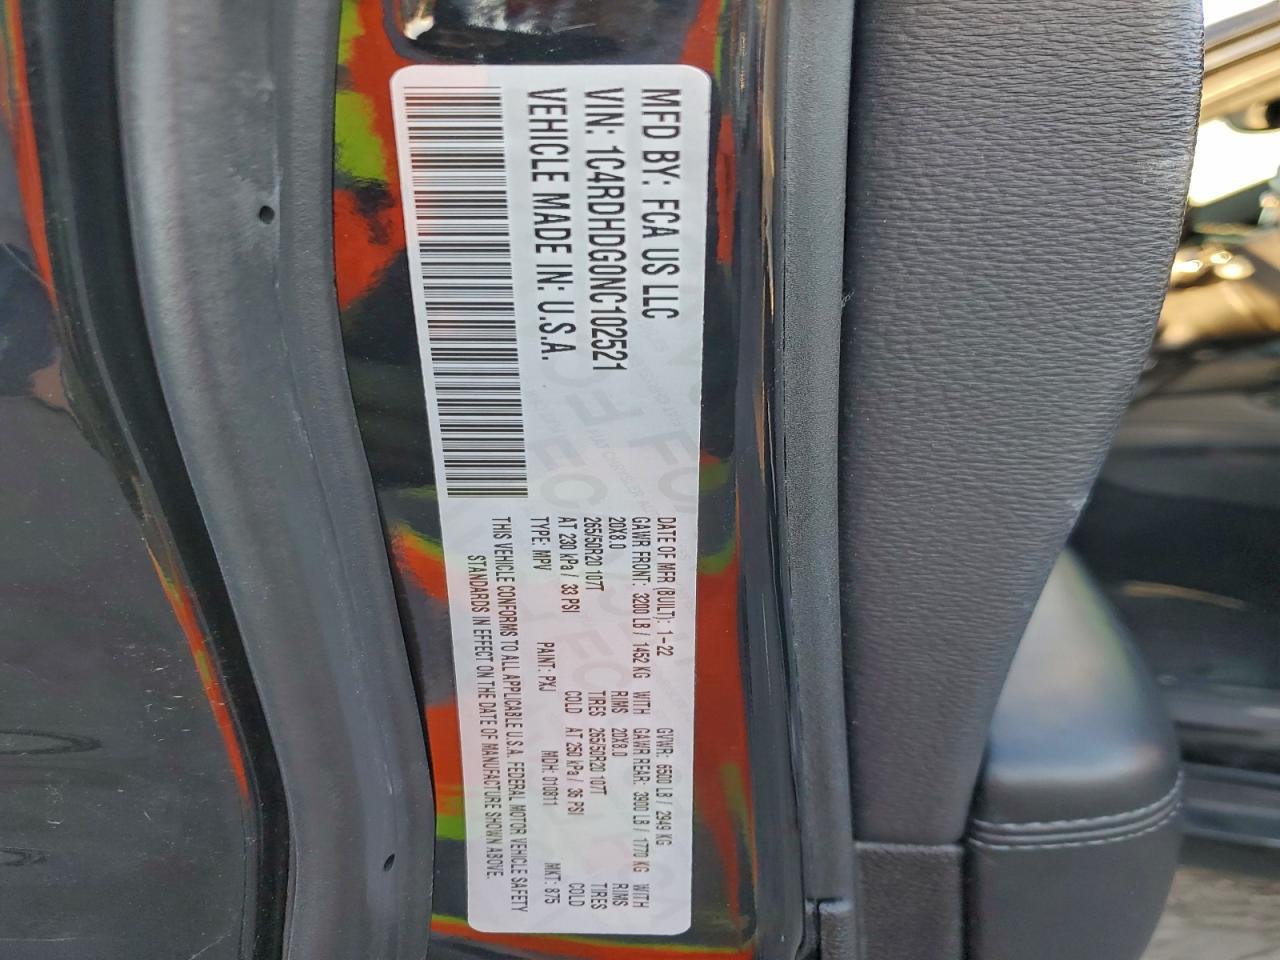 MFD BY: FCA US LLC
VIN: 1C4RDHDG0NC102521
VEHICLE MADE IN: U.S.A.
DATE OF MFR (BUILT): 1-22 GVWR: 6500 LB / 2949 KG
GAWR FRONT: 3200 LB / 1452 KG WITH GAWR REAR: 3900 LB / 1770 KG WITH
20X8.0 RIMS 20X8.0 RIMS
265/50R20 107T TIRES 265/50R20 107T TIRES
AT 230 kPa / 33 PSI COLD AT 250 kPa / 36 PSI COLD
TYPE: MPV PAINT: PXJ MDH: 010811 MKT: 875
THIS VEHICLE CONFORMS TO ALL APPLICABLE U.S.A. FEDERAL MOTOR VEHICLE SAFETY
STANDARDS IN EFFECT ON THE DATE OF MANUFACTURE SHOWN ABOVE.